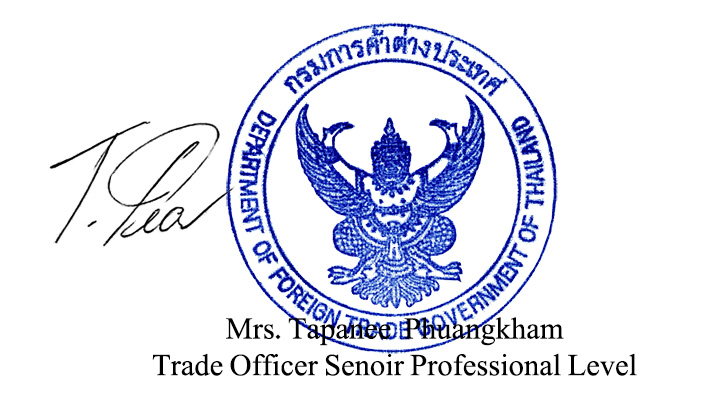 กรมการค้าต่างประเทศ
DEPARTMENT OF FOREIGN TRADE GOVERNMENT OF THAILAND
Mrs. Tapanee Phuangkham
Trade Officer Senoir Professional Level